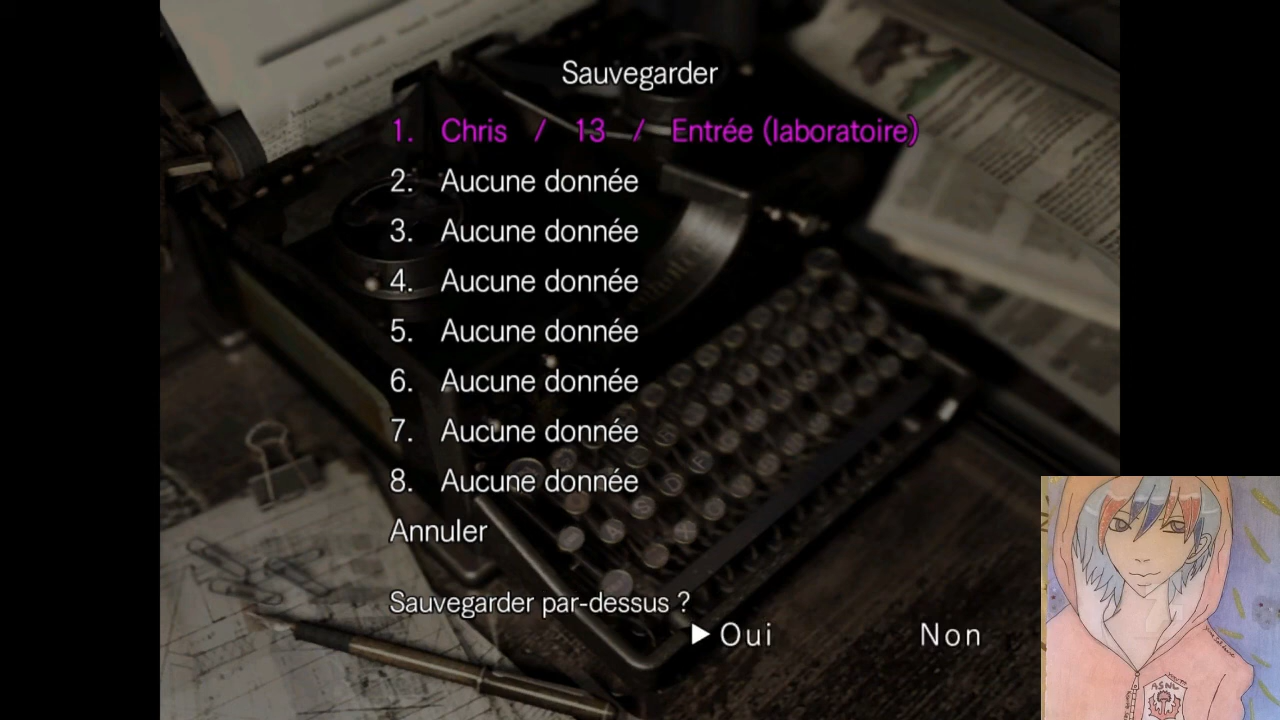 Sauvegarder
1. Chris / 13 / Entrée (laboratoire)
2. Aucune donnée
3. Aucune donnée
4. Aucune donnée
5. Aucune donnée
6. Aucune donnée
7. Aucune donnée
8. Aucune donnée
Annuler
Sauvegarder par-dessus ?
Oui Non
ASNL